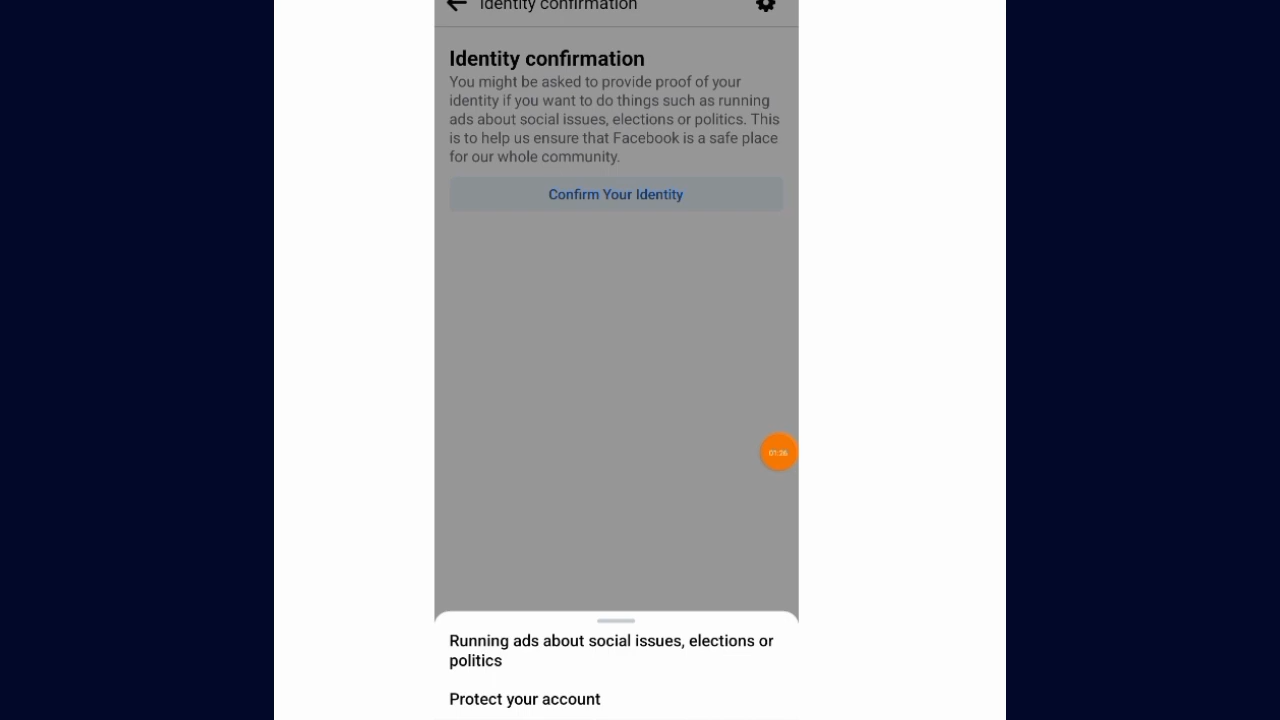 Identity confirmation
Identity confirmation
You might be asked to provide proof of your
identity if you want to do things such as running
ads about social issues, elections or politics. This
is to help us ensure that Facebook is a safe place
for our whole community.
Confirm Your Identity
01:36
Running ads about social issues, elections or
politics
Protect your account